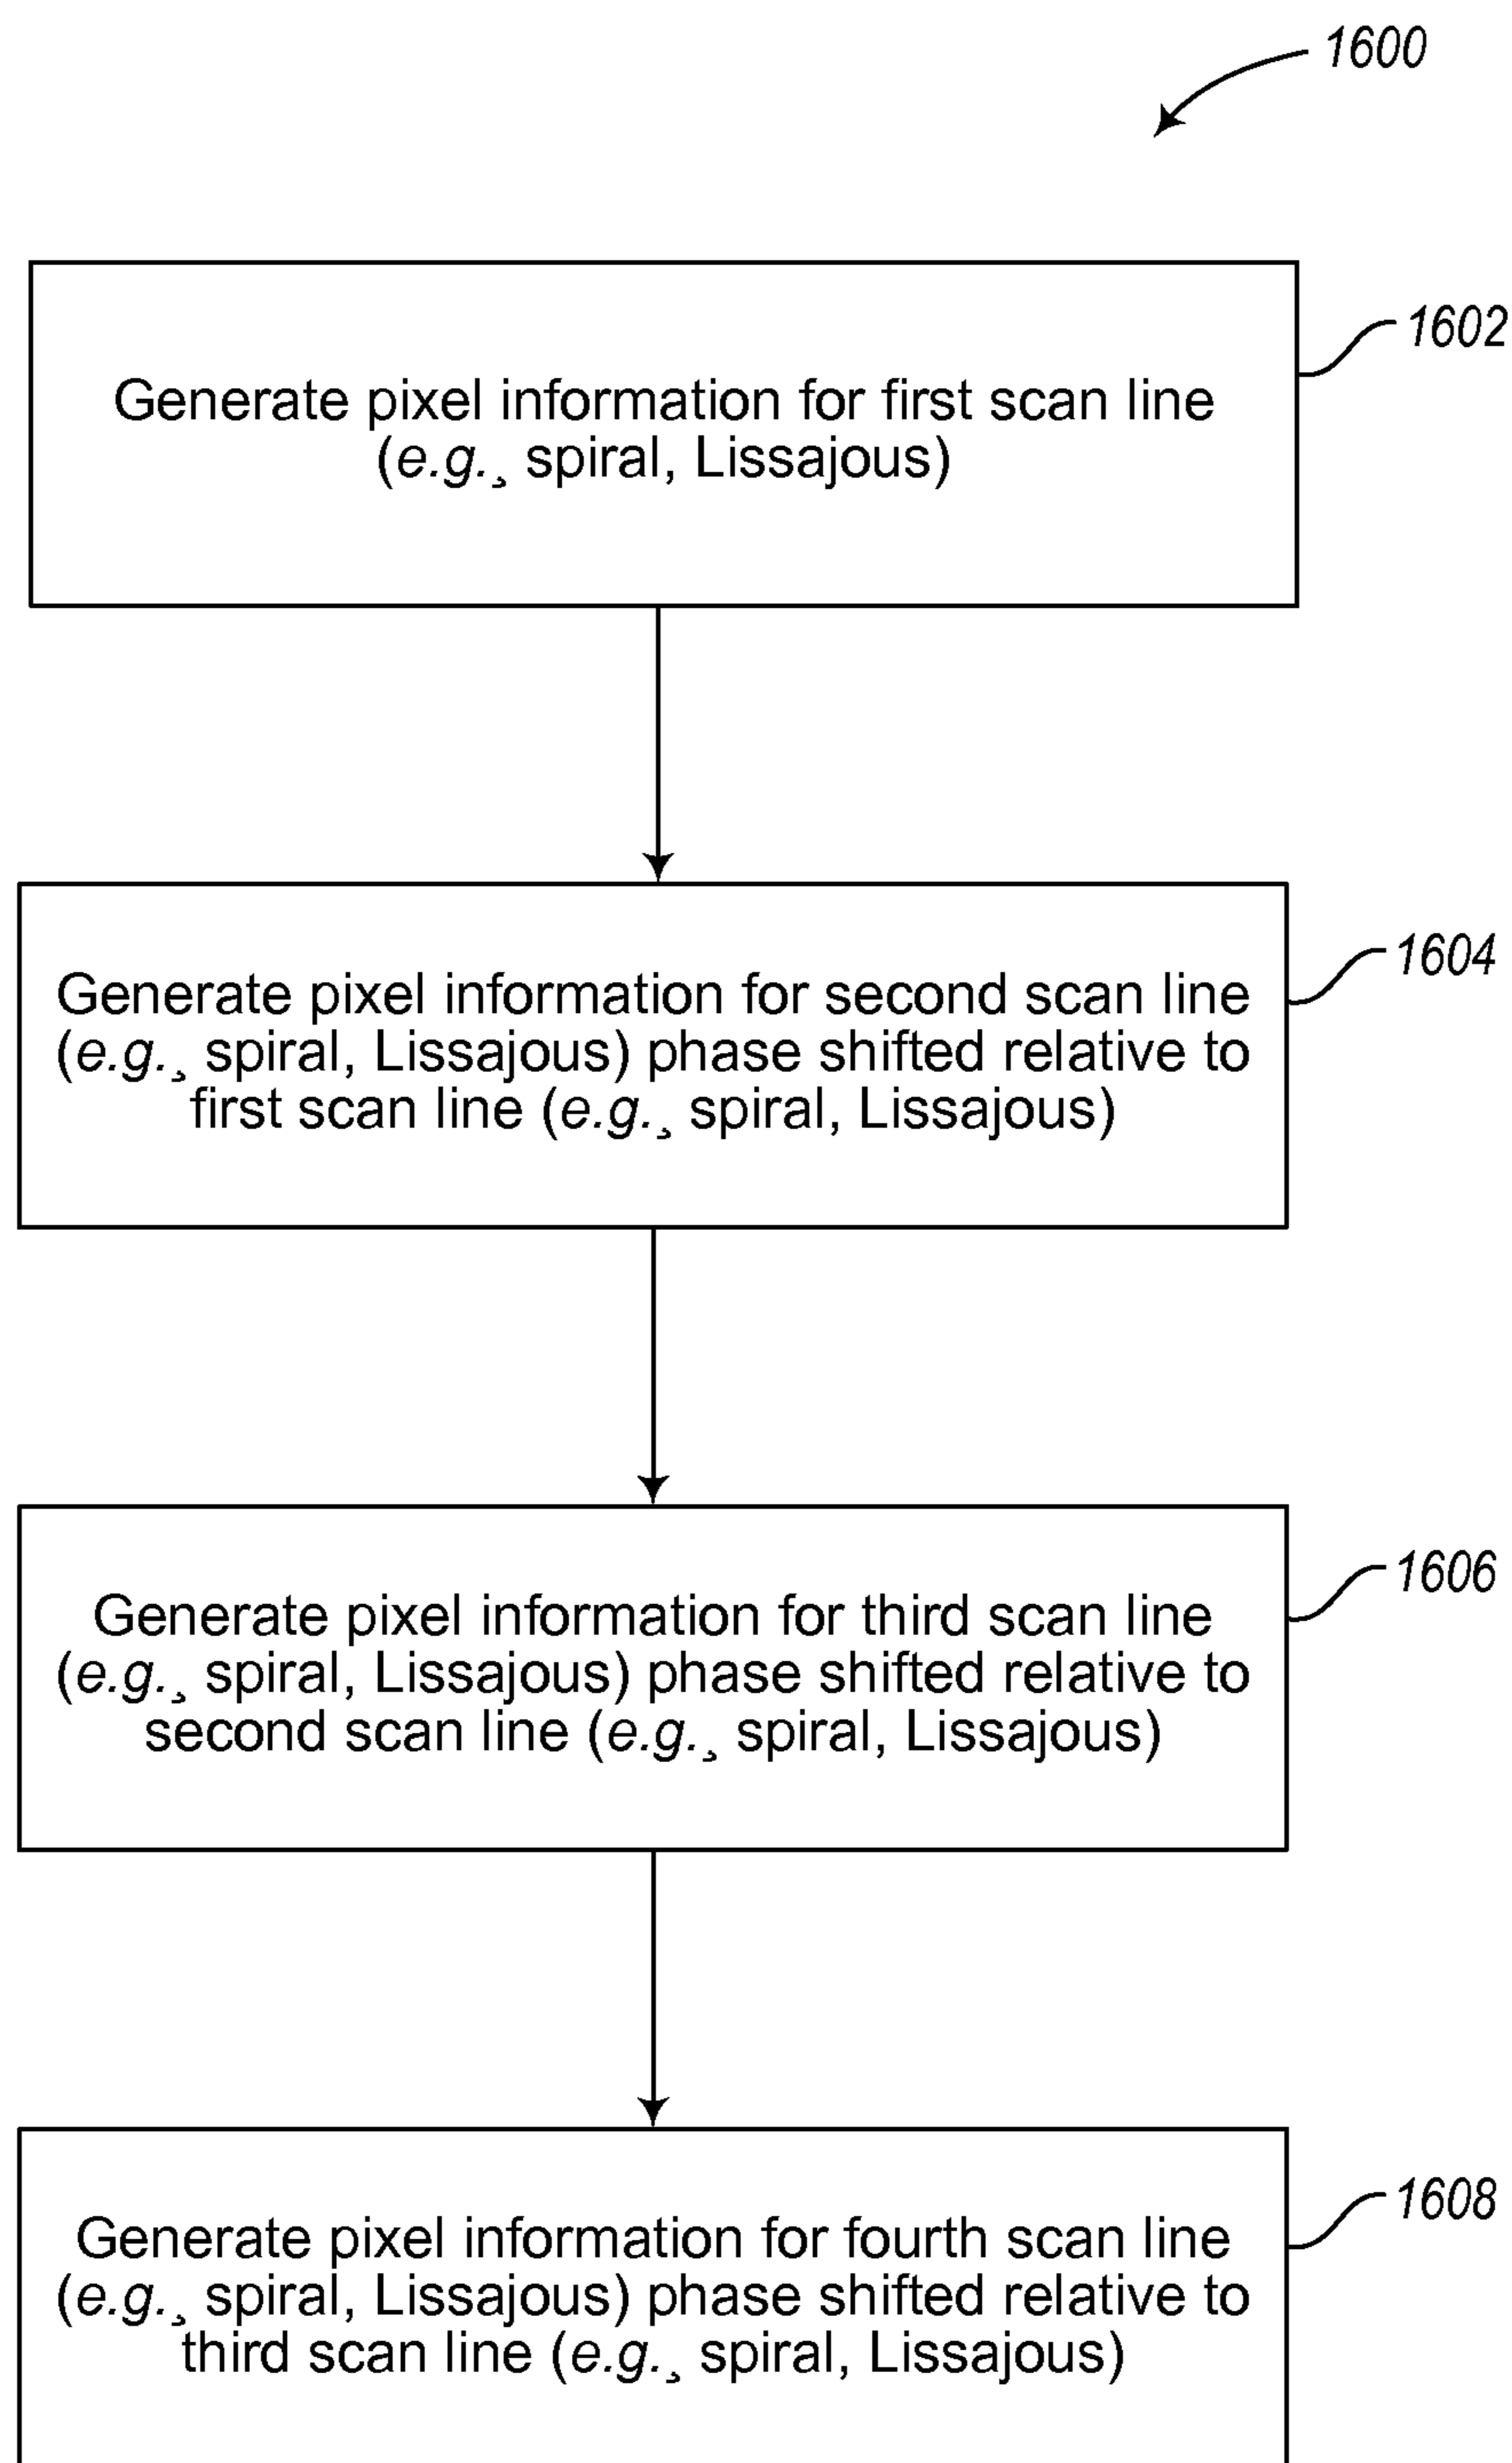 1600
1602
Generate pixel information for first scan line
(e.g.¸ spiral, Lissajous)
1604
Generate pixel information for second scan line
(e.g.¸ spiral, Lissajous) phase shifted relative to
first scan line (e.g.¸ spiral, Lissajous)
1606
Generate pixel information for third scan line
(e.g.¸ spiral, Lissajous) phase shifted relative to
second scan line (e.g.¸ spiral, Lissajous)
1608
Generate pixel information for fourth scan line
(e.g.¸ spiral, Lissajous) phase shifted relative to
third scan line (e.g.¸ spiral, Lissajous)